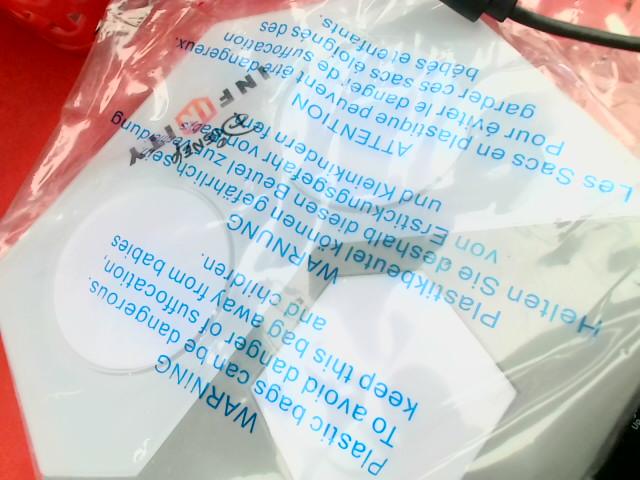 WARNING
Plastic bags can be dangerous.
To avoid danger of suffocation,
keep this bag away from babies
and children.
WARNUNG
Plastikbeutel können gefährlich sein
Helten Sie deshalb diesen Beutel zur
von Erstickungsgefahr von
und Kleinkindern fern
ATTENTION
Les Sacs en plastique peuvent être dangereux.
Pour éviter le danger de suffocation
garder ces sacs éloignés des
bébés et enfants.
Disney
INFINITY